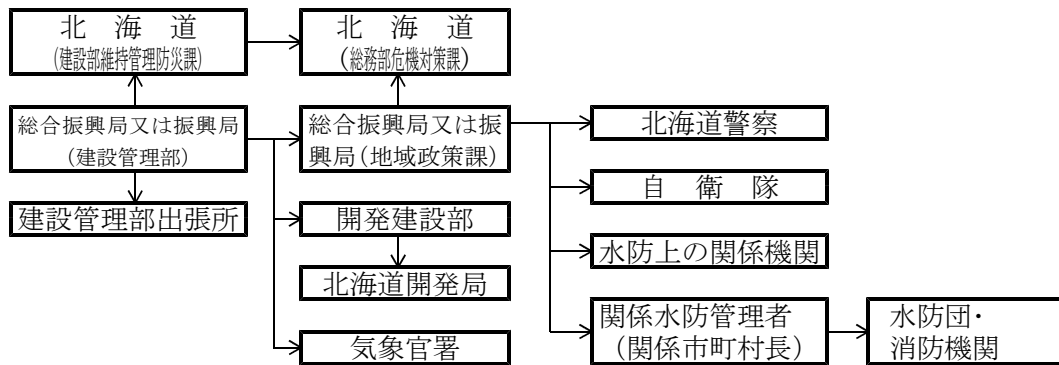 北　海　道
(建設部維持管理防災課)
北　海　道
(総務部危機対策課)
総合振興局又は振興局
(建設管理部)
総合振興局又は振
興局(地域政策課)
北海道警察
自　衛　隊
建設管理部出張所
開発建設部
水防上の関係機関
北海道開発局
関係水防管理者
(関係市町村長)
水防団・
消防機関
気象官署